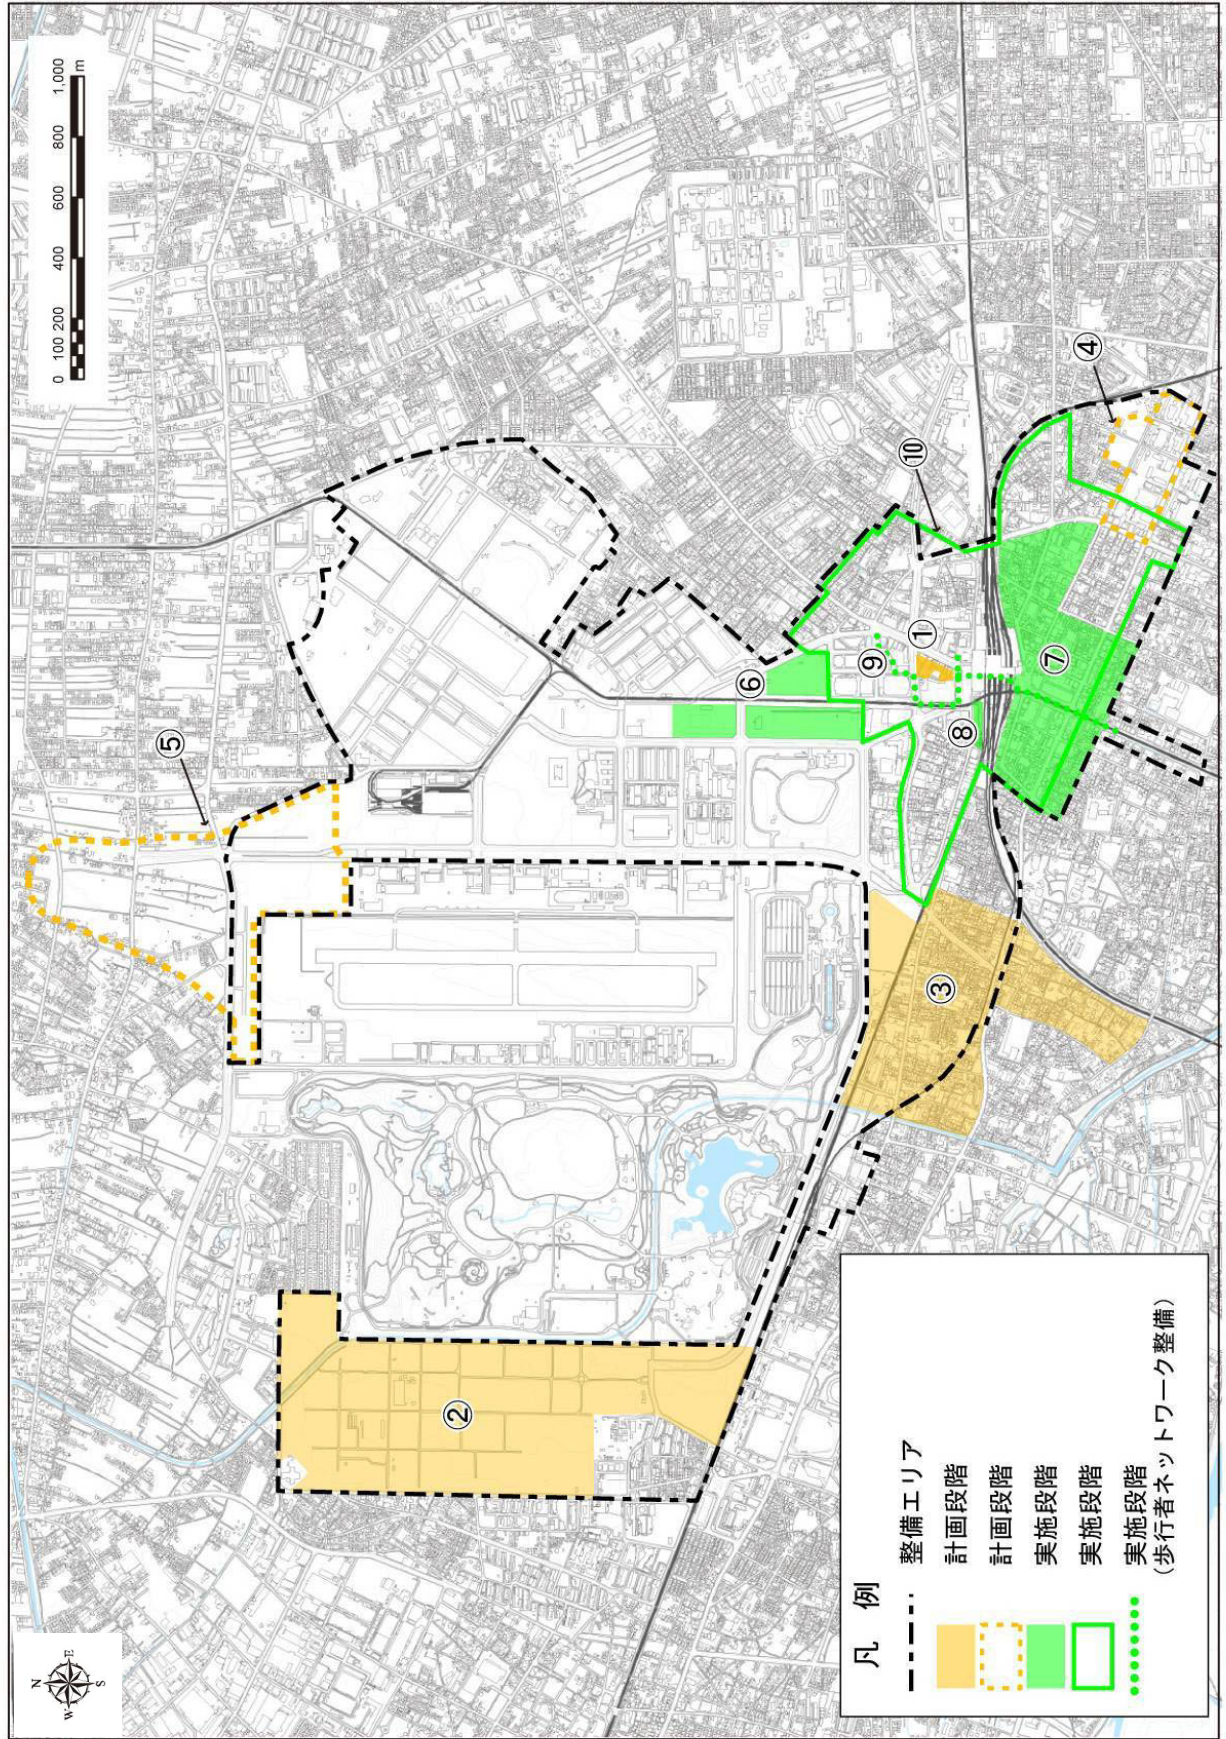 N
W
E
S
0 100 200 400 600 800 1,000
m
①
②
③
④
⑤
⑥
⑦
⑧
⑨
⑩
凡 例
整備エリア
計画段階
計画段階
実施段階
実施段階
実施段階
(歩行者ネットワーク整備)